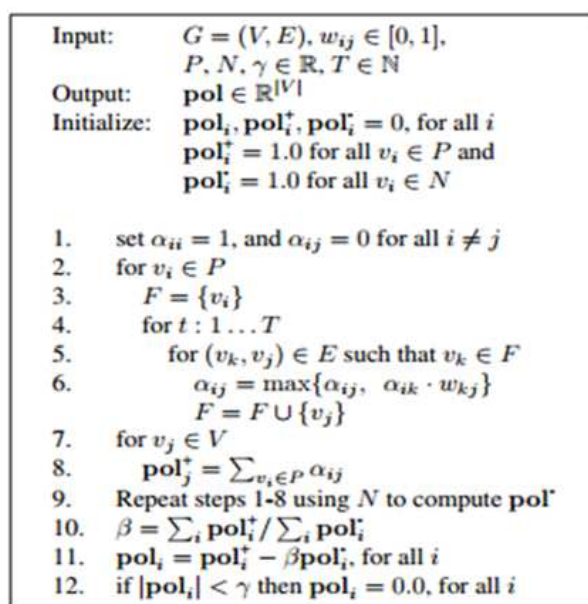 Input: G = (V, E), w_ij ∈ [0, 1],
P, N, γ ∈ ℝ, T ∈ ℕ
Output: pol ∈ ℝ^|V|
Initialize: pol_i, pol_i^+, pol_i^- = 0, for all i
pol_i^+ = 1.0 for all v_i ∈ P and
pol_i^- = 1.0 for all v_i ∈ N
1. set α_ii = 1, and α_ij = 0 for all i ≠ j
2. for v_i ∈ P
3. F = {v_i}
4. for t : 1 … T
5. for (v_k, v_j) ∈ E such that v_k ∈ F
6. α_ij = max{α_ij, α_ik · w_kj}
F = F ∪ {v_j}
7. for v_j ∈ V
8. pol_j^+ = ∑_{v_i∈P} α_ij
9. Repeat steps 1-8 using N to compute pol^-
10. β = ∑_i pol_i^+ / ∑_i pol_i^-
11. pol_i = pol_i^+ − βpol_i^-, for all i
12. if |pol_i| < γ then pol_i = 0.0, for all i